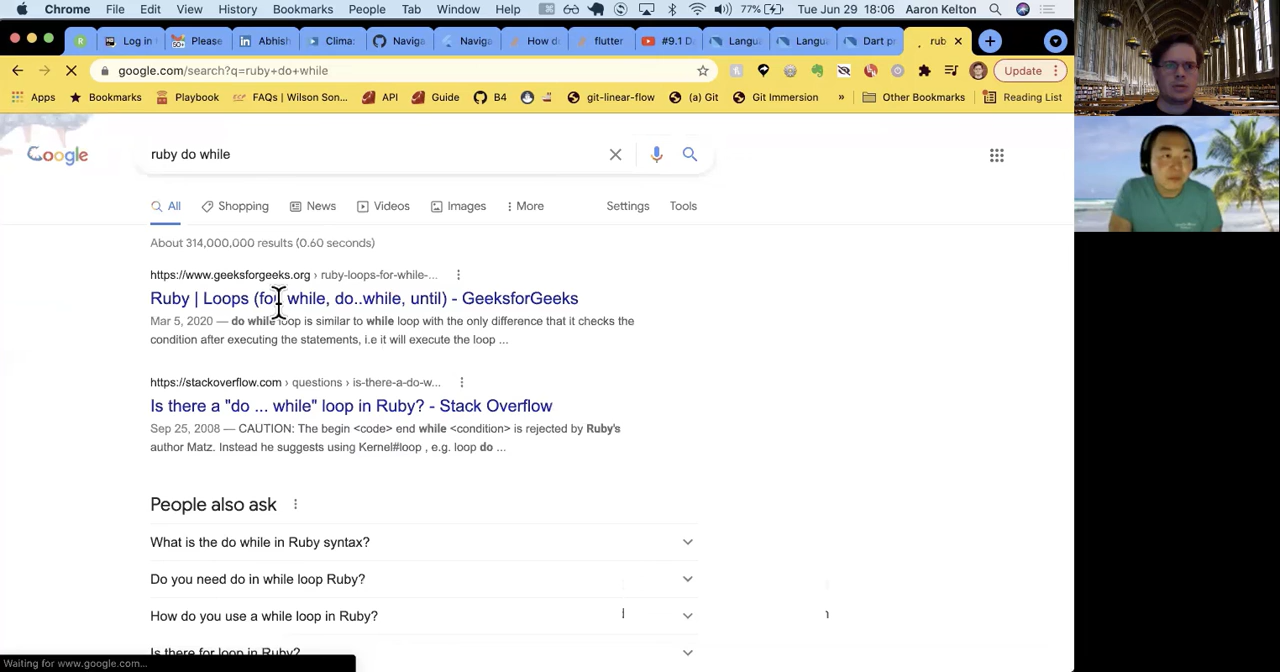 Chrome File Edit View History Bookmarks People Tab Window Help 77% Tue Jun 29 18:06 Aaron Kelton
R Log in t 50+ Please in Abhish Clima Naviga Naviga How d flutter #9.1 D Langu Langu Dart p rub
google.com/search?q=ruby+do+while Update
Apps Bookmarks Playbook FAQs | Wilson Son... API Guide B4 git-linear-flow (a) Git Git Immersion » Other Bookmarks Reading List
Google ruby do while
All Shopping News Videos Images More Settings Tools
About 314,000,000 results (0.60 seconds)
https://www.geeksforgeeks.org › ruby-loops-for-while-...
Ruby | Loops (for, while, do..while, until) - GeeksforGeeks
Mar 5, 2020 — do while loop is similar to while loop with the only difference that it checks the
condition after executing the statements, i.e it will execute the loop ...
https://stackoverflow.com › questions › is-there-a-do-w...
Is there a "do ... while" loop in Ruby? - Stack Overflow
Sep 25, 2008 — CAUTION: The begin <code> end while <condition> is rejected by Ruby's
author Matz. Instead he suggests using Kernel#loop , e.g. loop do ...
People also ask
What is the do while in Ruby syntax?
Do you need do in while loop Ruby?
How do you use a while loop in Ruby?
Is there for loop in Ruby?
Waiting for www.google.com...